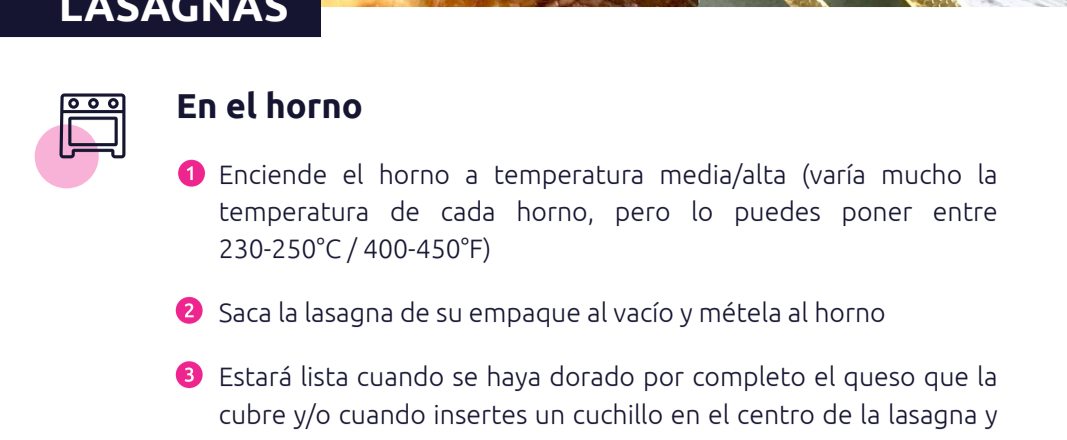 LASAGNAS
En el horno
1 Enciende el horno a temperatura media/alta (varía mucho la
temperatura de cada horno, pero lo puedes poner entre
230-250°C / 400-450°F)
2 Saca la lasagna de su empaque al vacío y métela al horno
3 Estará lista cuando se haya dorado por completo el queso que la
cubre y/o cuando insertes un cuchillo en el centro de la lasagna y